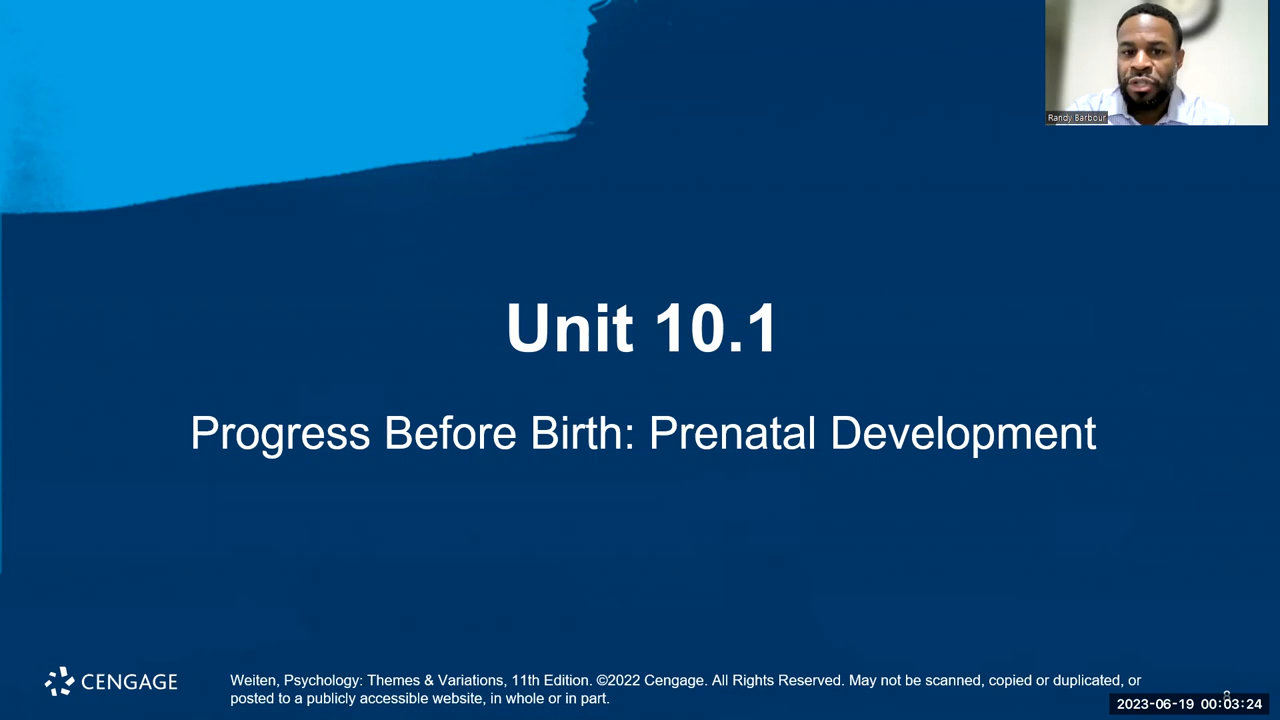 Randy Barbour
Unit 10.1
Progress Before Birth: Prenatal Development
CENGAGE
Weiten, Psychology: Themes & Variations, 11th Edition. ©2022 Cengage. All Rights Reserved. May not be scanned, copied or duplicated, or
posted to a publicly accessible website, in whole or in part.
2023-06-19 00:03:24